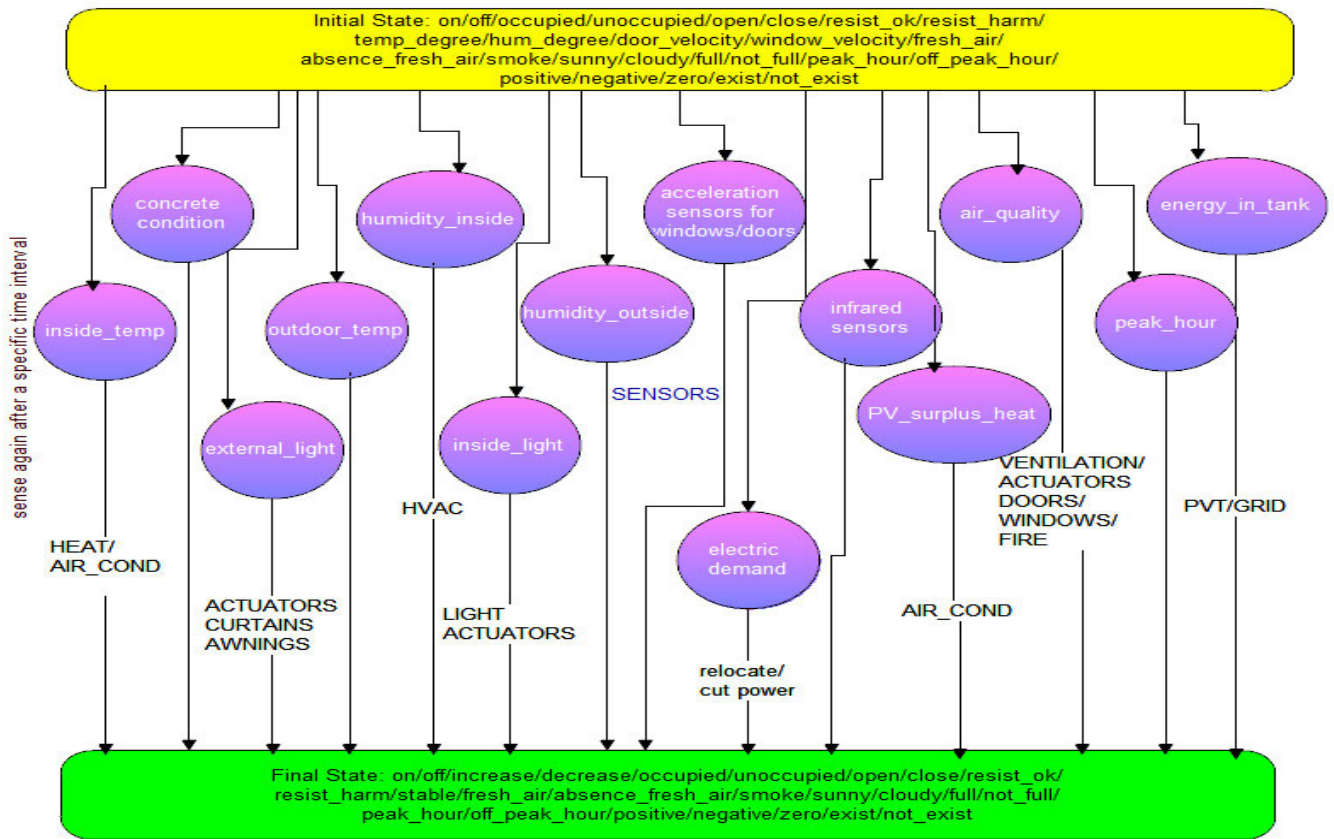 Initial State: on/off/occupied/unoccupied/open/close/resist_ok/resist_harm/
temp_degree/hum_degree/door_velocity/window_velocity/fresh_air/
absence_fresh_air/smoke/sunny/cloudy/full/not_full/peak_hour/off_peak_hour/
positive/negative/zero/exist/not_exist
concrete
condition
humidity_inside
acceleration
sensors for
windows/doors
air_quality
energy_in_tank
sense again after a specific time interval
inside_temp
outdoor_temp
humidity_outside
infrared
sensors
peak_hour
SENSORS
external_light
inside_light
PV_surplus_heat
HEAT/
AIR_COND
HVAC
VENTILATION/
ACTUATORS
DOORS/
WINDOWS/
FIRE
PVT/GRID
electric
demand
ACTUATORS
CURTAINS
AWNINGS
LIGHT
ACTUATORS
AIR_COND
relocate/
cut power
Final State: on/off/increase/decrease/occupied/unoccupied/open/close/resist_ok/
resist_harm/stable/fresh_air/absence_fresh_air/smoke/sunny/cloudy/full/not_full/
peak_hour/off_peak_hour/positive/negative/zero/exist/not_exist